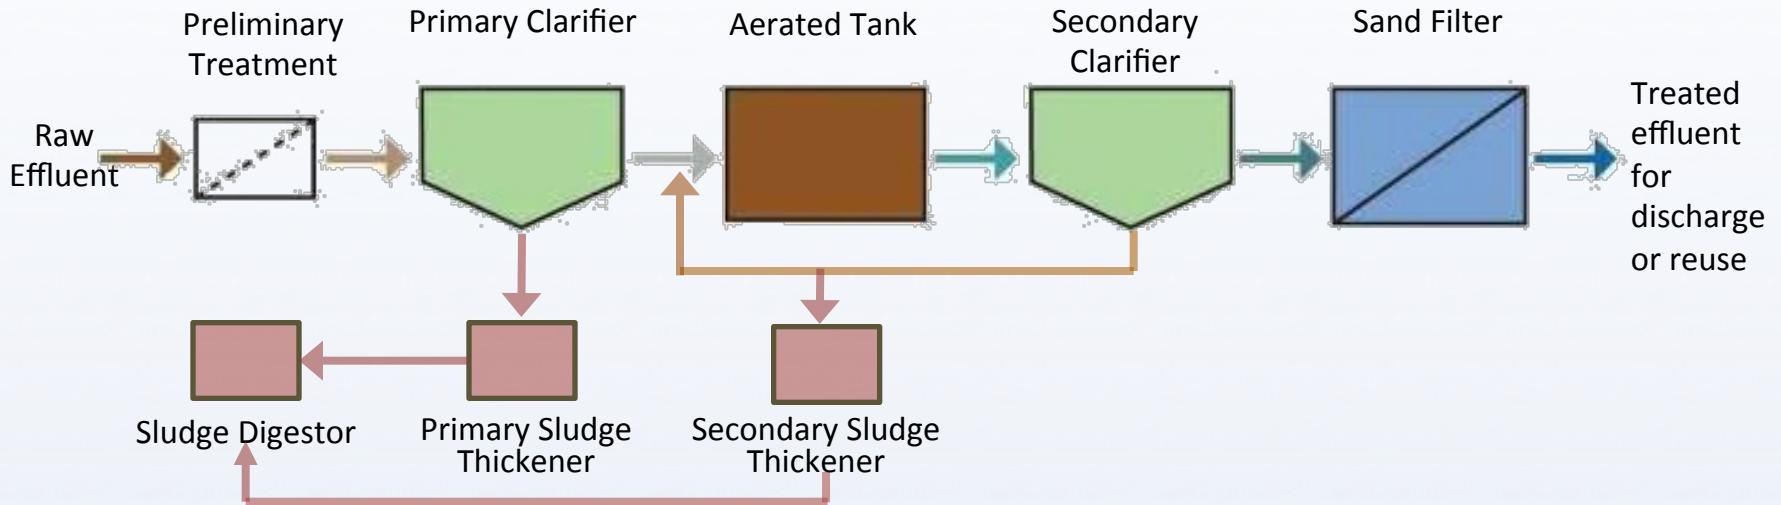 Preliminary
Treatment
Primary Clarifier
Aerated Tank
Secondary
Clarifier
Sand Filter
Raw
Effluent
Treated
effluent
for
discharge
or reuse
Sludge Digestor
Primary Sludge
Thickener
Secondary Sludge
Thickener